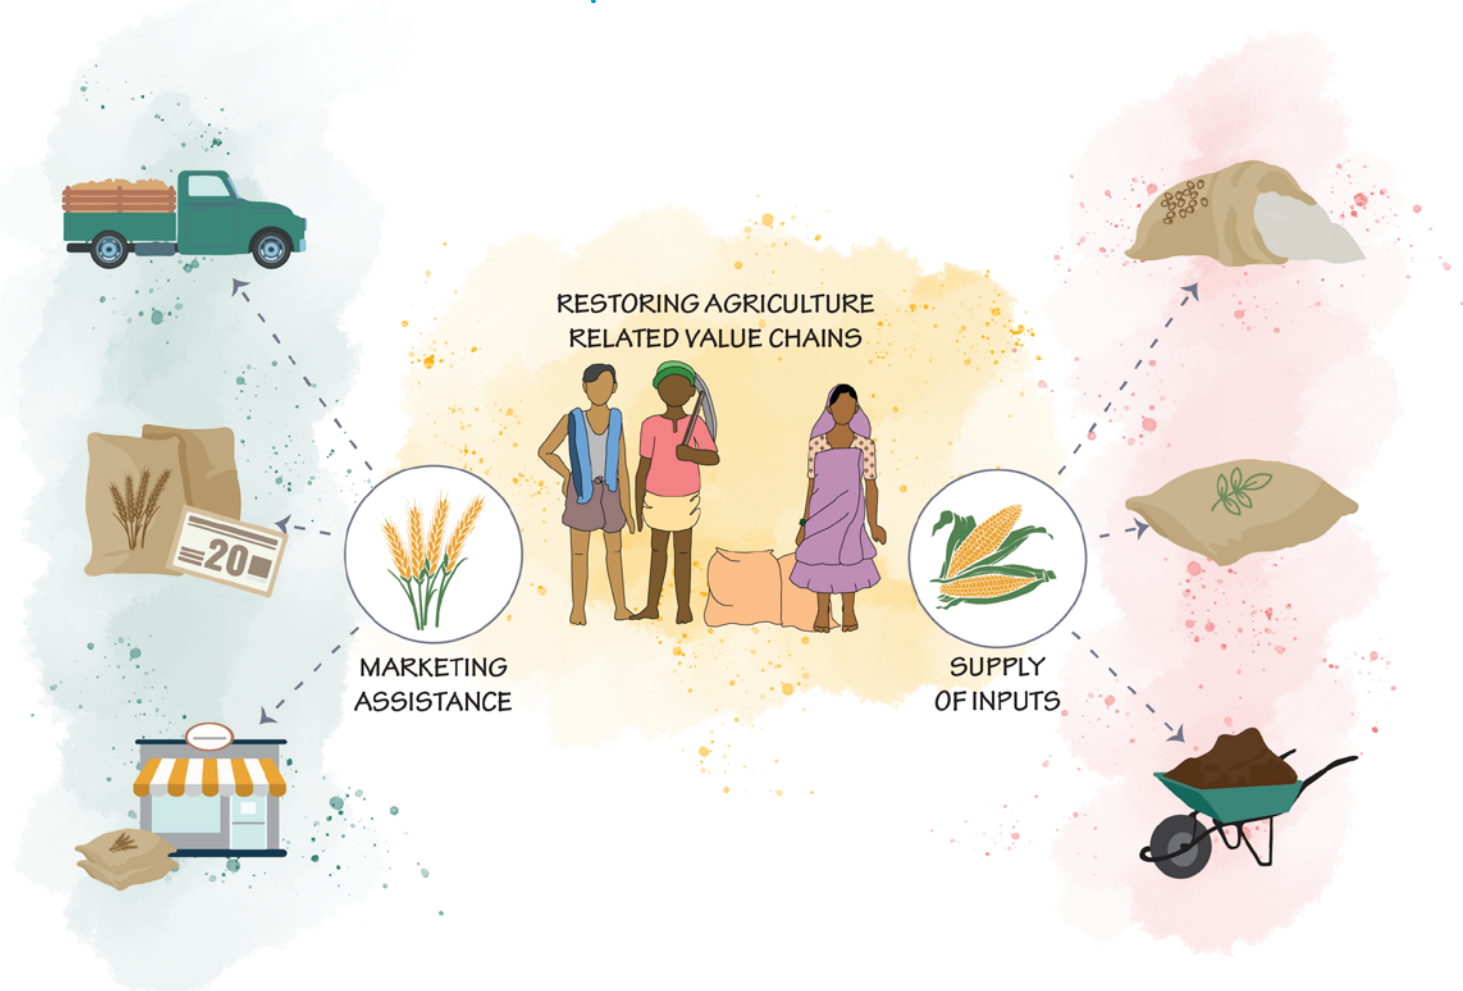 RESTORING AGRICULTURE
RELATED VALUE CHAINS
20
MARKETING
ASSISTANCE
SUPPLY
OF INPUTS